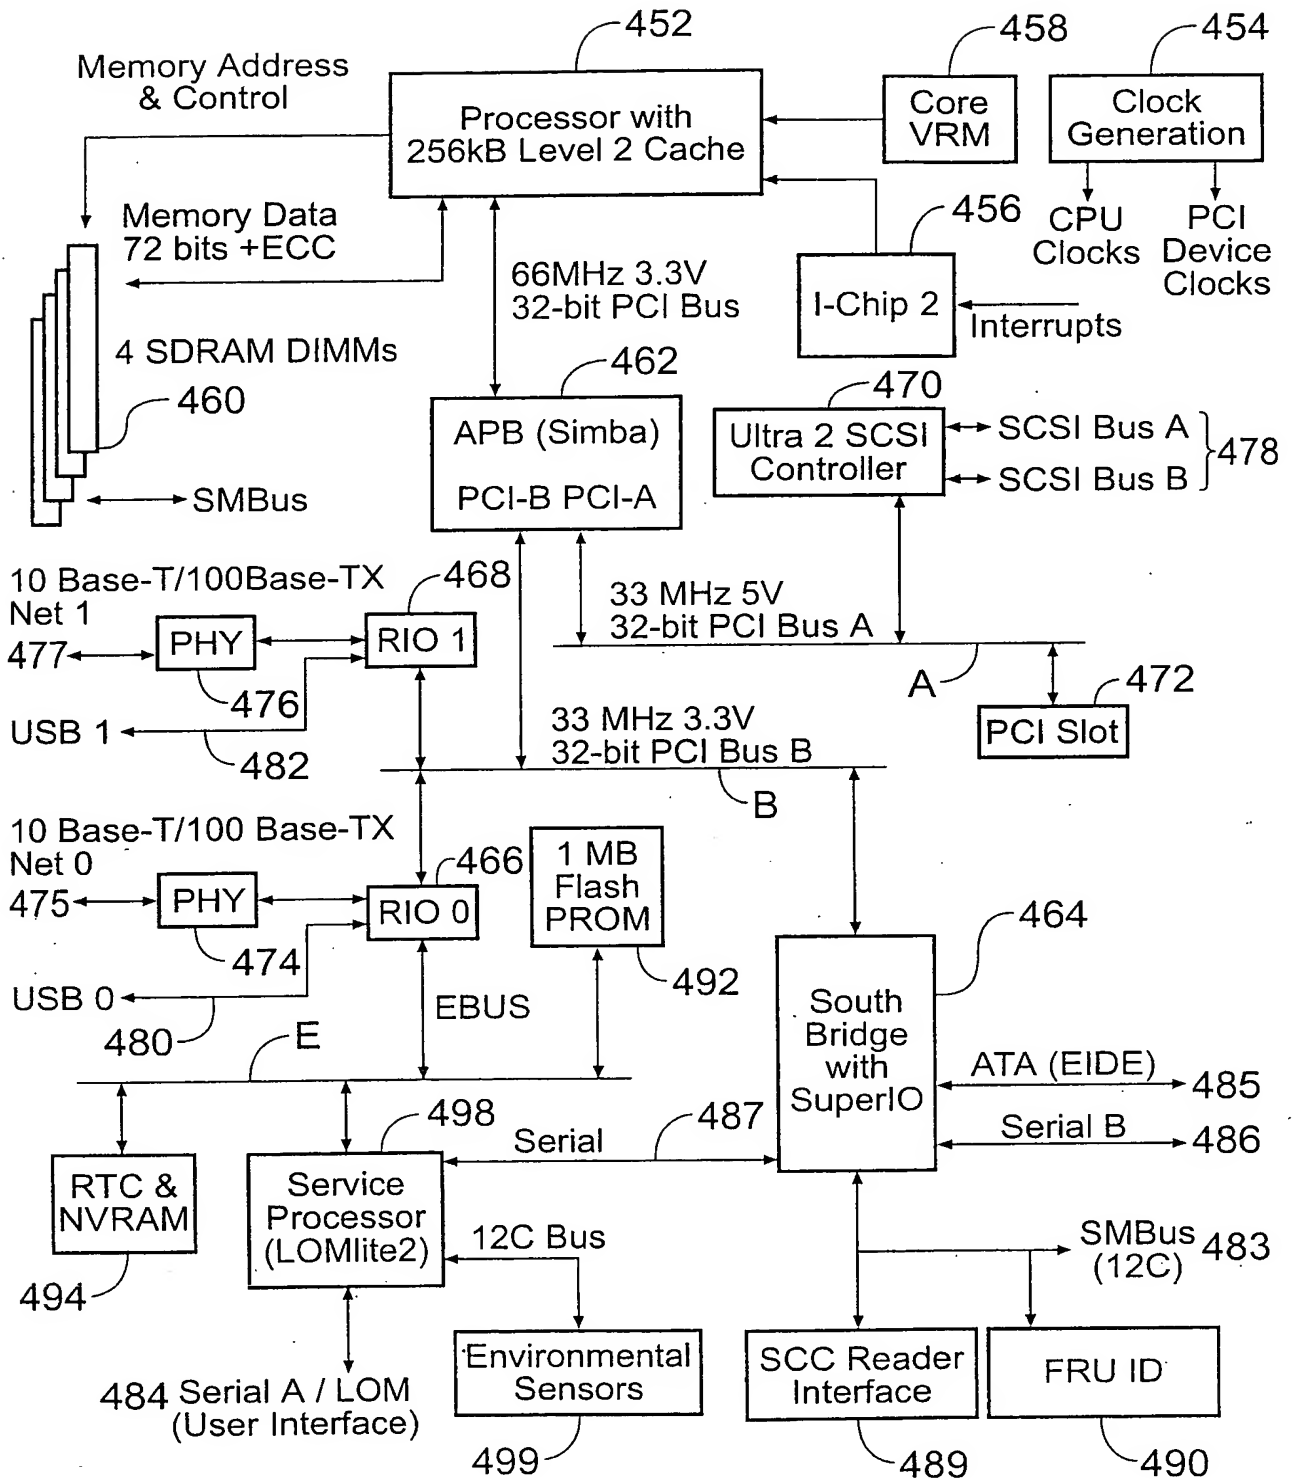 452
458
454
Memory Address
& Control
Processor with
256kB Level 2 Cache
Core
VRM
Clock
Generation
Memory Data
72 bits +ECC
456
CPU
Clocks
PCI
Device
Clocks
66MHz 3.3V
32-bit PCI Bus
I-Chip 2
Interrupts
4 SDRAM DIMMs
460
462
470
APB (Simba)
PCI-B PCI-A
Ultra 2 SCSI
Controller
SCSI Bus A
SCSI Bus B
478
SMBus
10 Base-T/100Base-TX
Net 1
477
PHY
476
468
RIO 1
33 MHz 5V
32-bit PCI Bus A
A
472
PCI Slot
USB 1
482
33 MHz 3.3V
32-bit PCI Bus B
B
10 Base-T/100 Base-TX
Net 0
475
PHY
474
466
RIO 0
1 MB
Flash
PROM
492
464
USB 0
480
EBUS
E
South
Bridge
with
SuperIO
ATA (EIDE)
485
Serial B
486
498
Serial
487
RTC &
NVRAM
494
Service
Processor
(LOMlite2)
12C Bus
SMBus
(12C)
483
484 Serial A / LOM
(User Interface)
Environmental
Sensors
499
SCC Reader
Interface
489
FRU ID
490